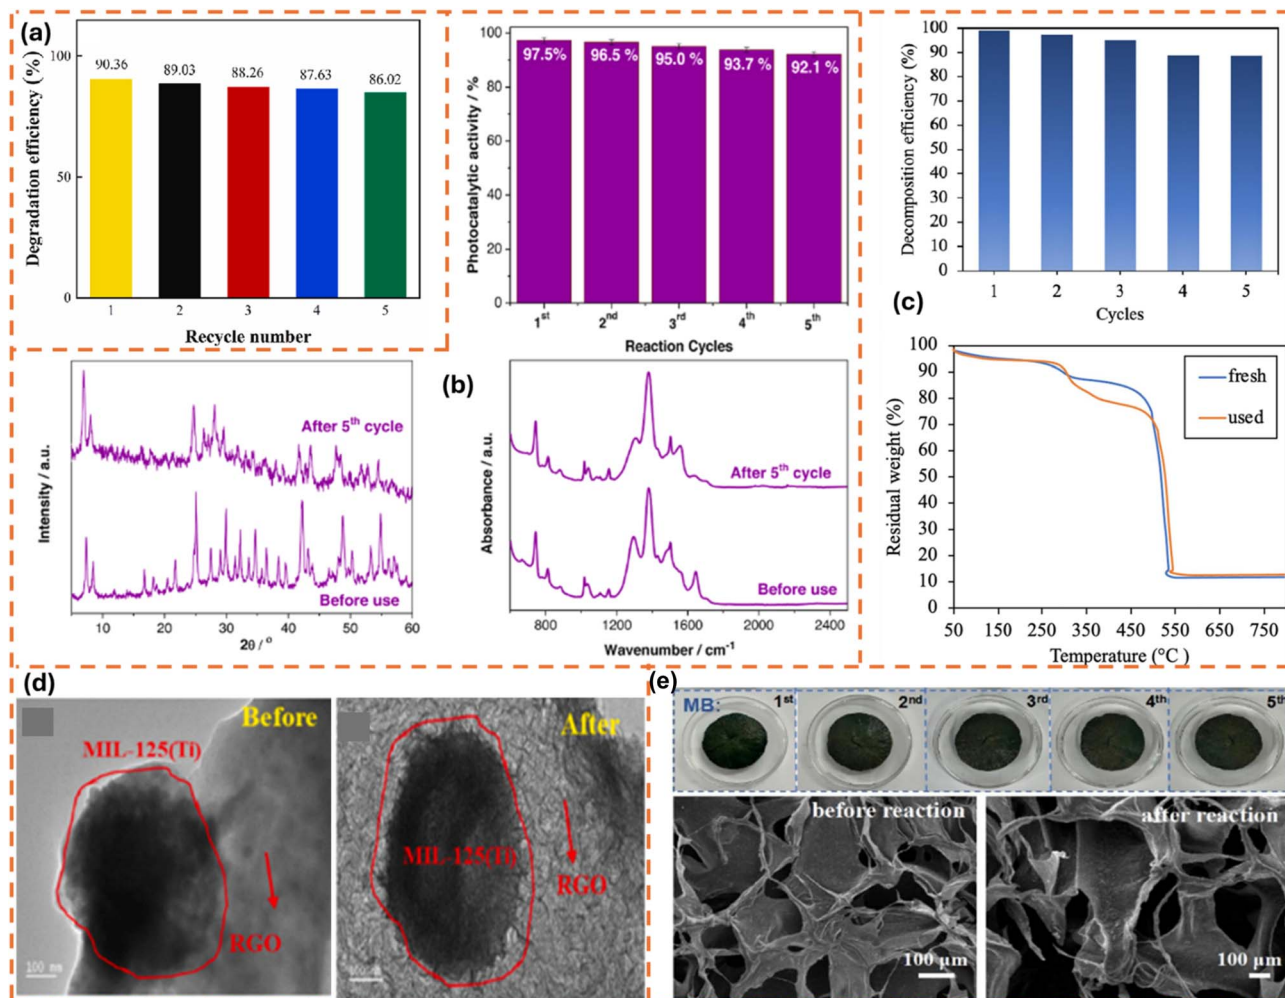 (a)
Degradation efficiency (%)
100
50
0
90.36
89.03
88.26
87.63
86.02
1
2
3
4
5
Recycle number
Photocatalytic activity / %
100
80
60
40
20
0
97.5%
96.5 %
95.0 %
93.7 %
92.1 %
1st
2nd
3rd
4th
5th
Reaction Cycles
Decomposition efficiency (%)
100
90
80
70
60
90
40
30
20
10
0
1
2
3
4
5
Cycles
(b)
Intensity / a.u.
After 5th cycle
Before use
10
20
30
40
50
60
2θ / °
Absorbance / a.u.
After 5th cycle
Before use
800
1200
1600
2000
2400
Wavenumber / cm-1
(c)
Residual weight (%)
100
90
80
70
60
50
40
30
20
10
0
fresh
used
50
150
250
350
450
550
650
750
Temperature (°C )
(d)
Before
MIL-125(Ti)
RGO
100 nm
After
MIL-125(Ti)
RGO
(e)
MB:
1st
2nd
3rd
4th
5th
before reaction
100 μm
after reaction
100 μm